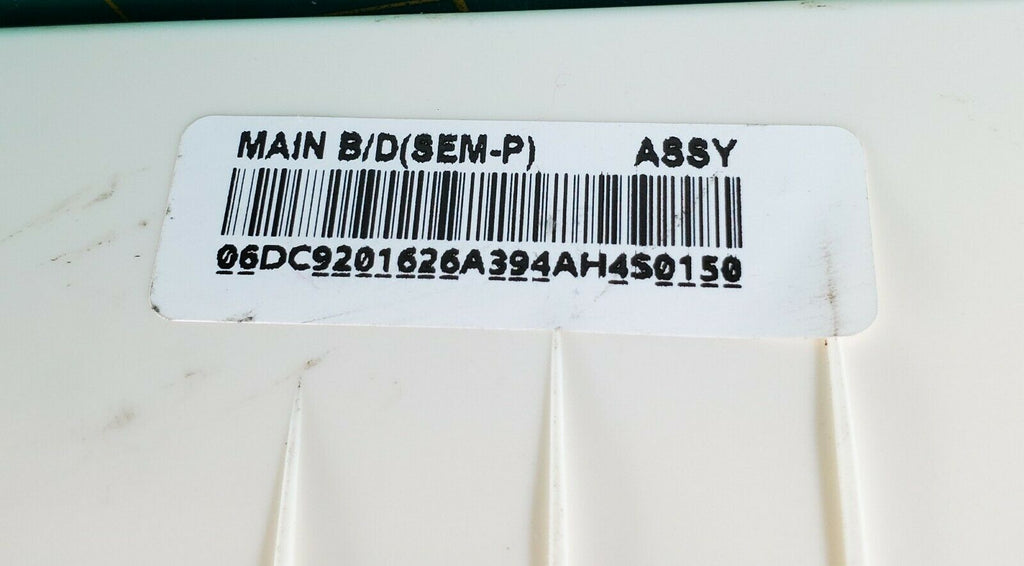 MAIN B/D(SEM-P) ASSY
06DC9201626A394AH4S0150